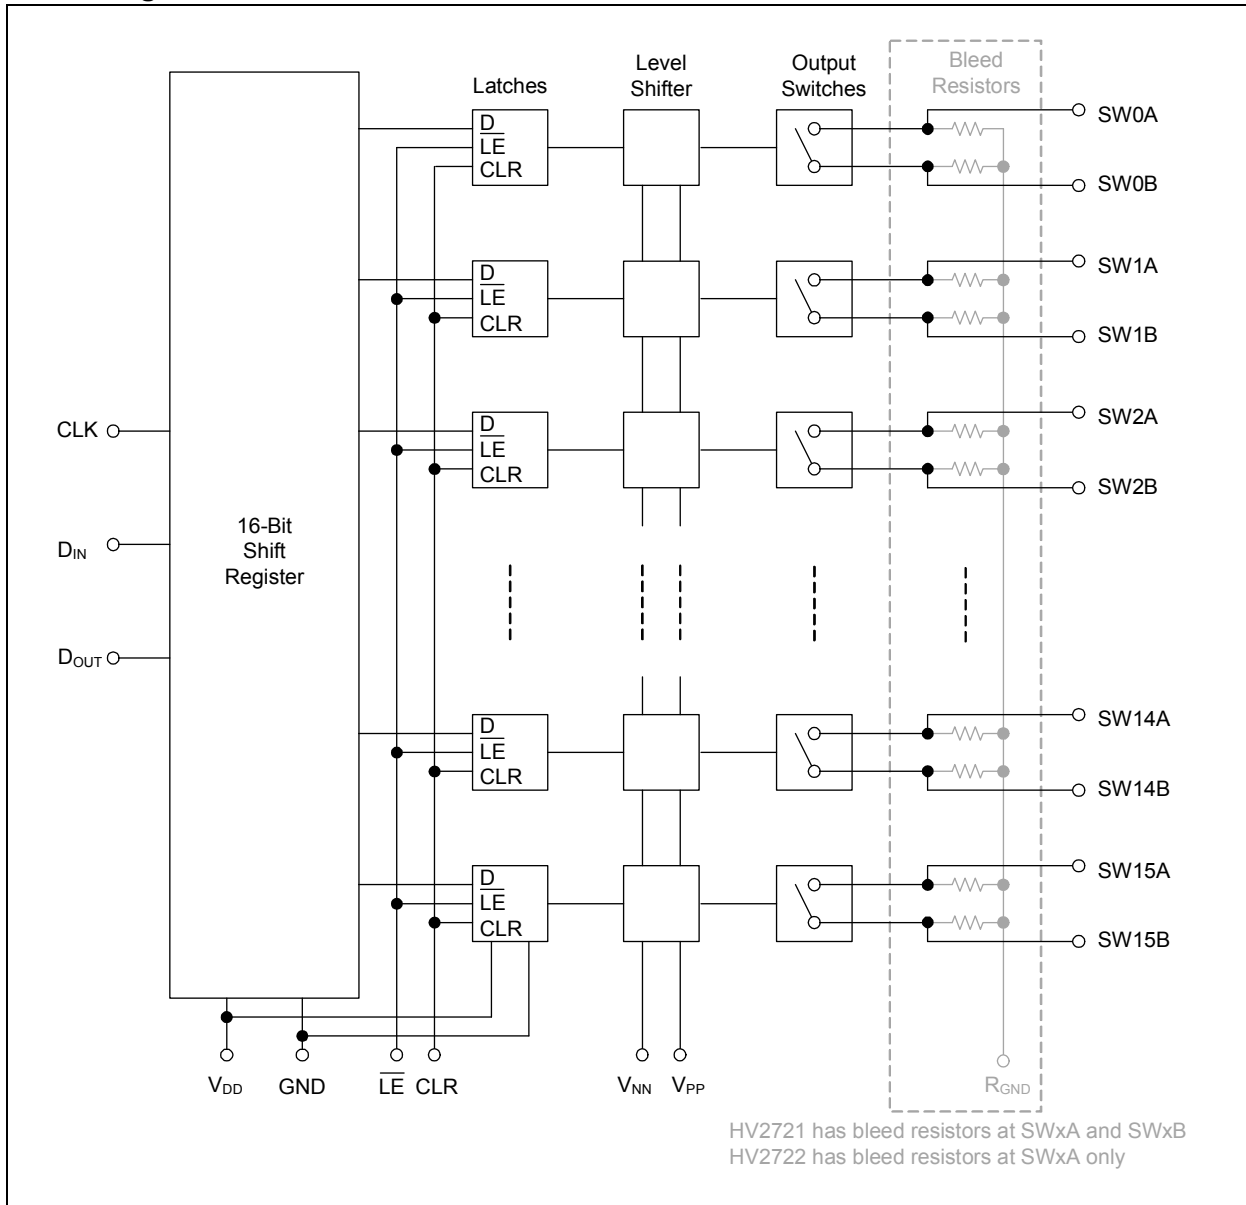 Latches
Level
Shifter
Output
Switches
Bleed
Resistors
D
LE
CLR
SW0A
SW0B
D
LE
CLR
SW1A
SW1B
D
LE
CLR
SW2A
SW2B
CLK
DIN
DOUT
16-Bit
Shift
Register
D
LE
CLR
SW14A
SW14B
D
LE
CLR
SW15A
SW15B
VDD GND LE CLR VNN VPP RGND
HV2721 has bleed resistors at SWxA and SWxB
HV2722 has bleed resistors at SWxA only